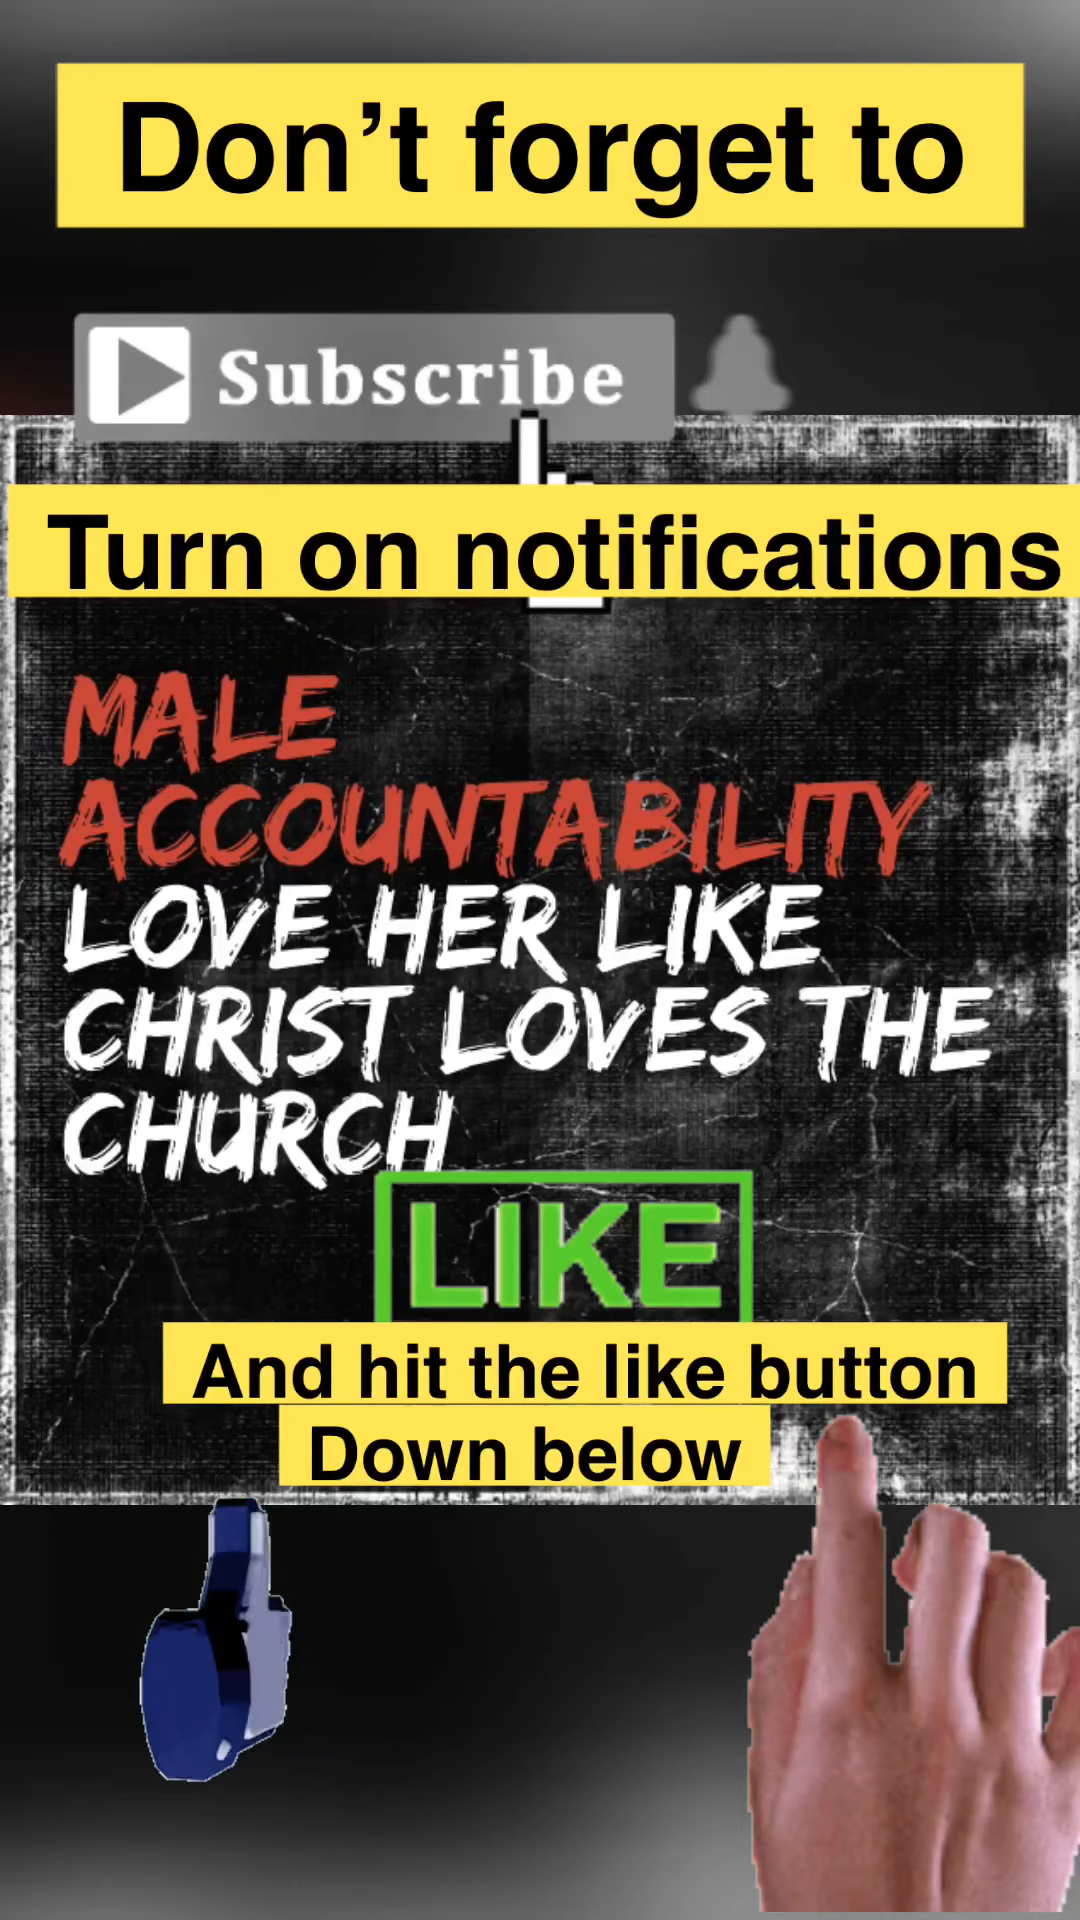 Don’t forget to
Subscribe
Turn on notifications
MALE
ACCOUNTABILITY
LOVE HER LIKE
CHRIST LOVES THE
CHURCH
LIKE
And hit the like button
Down below